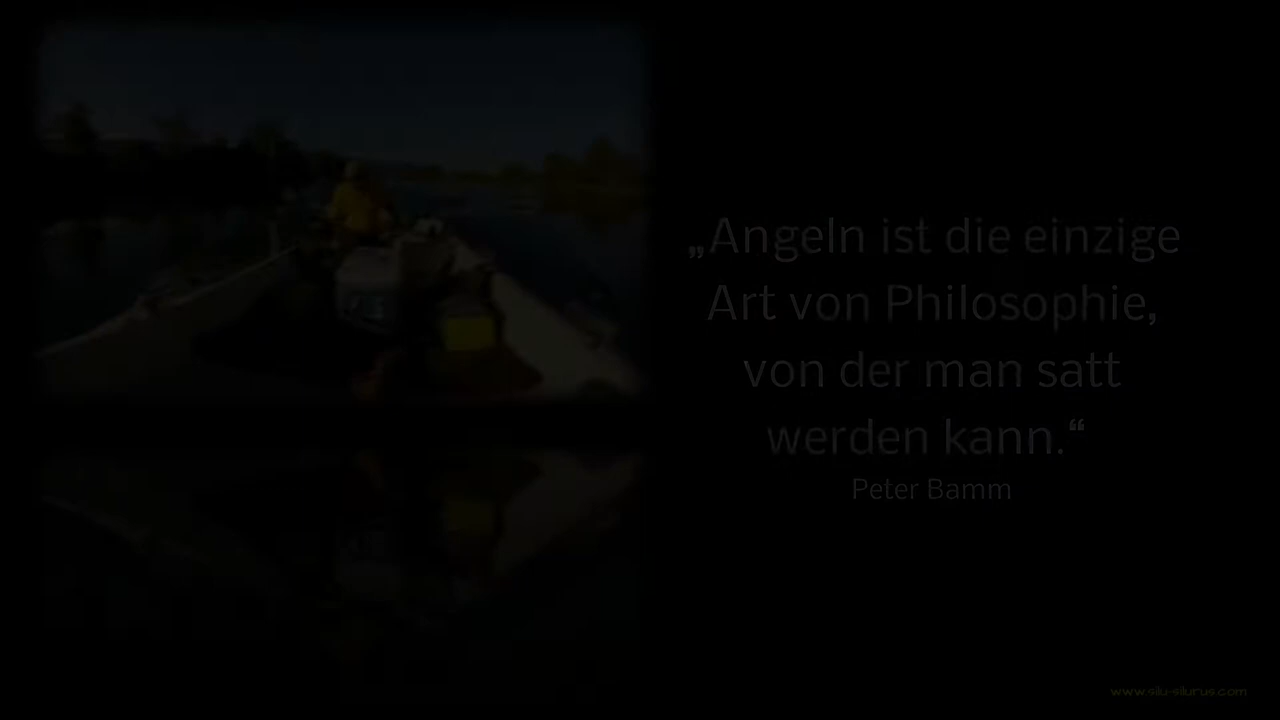 „Angeln ist die einzige
Art von Philosophie,
von der man satt
werden kann.“
Peter Bamm
www.silu-silurus.com